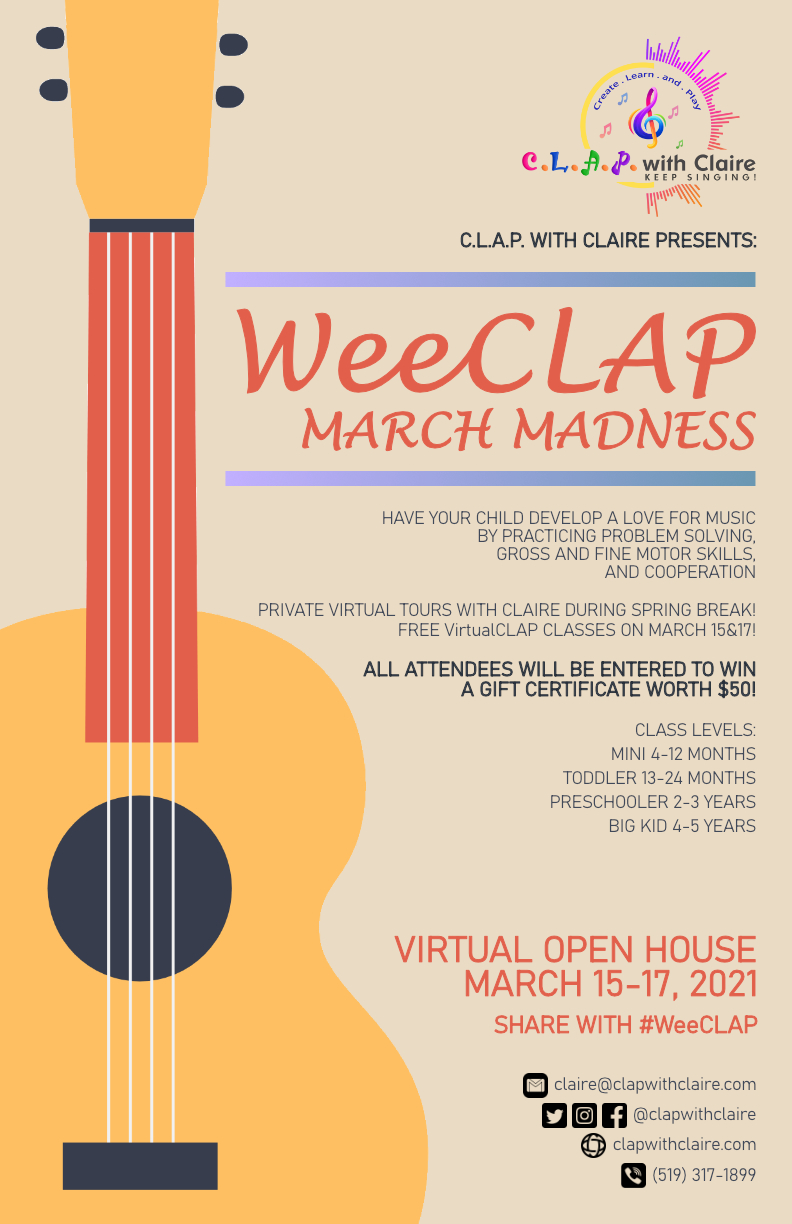 Create . Learn . and . Play
C.L.A.P. with Claire
KEEP SINGING!
C.L.A.P. WITH CLAIRE PRESENTS:
WeeCLAP
MARCH MADNESS
HAVE YOUR CHILD DEVELOP A LOVE FOR MUSIC
BY PRACTICING PROBLEM SOLVING,
GROSS AND FINE MOTOR SKILLS,
AND COOPERATION
PRIVATE VIRTUAL TOURS WITH CLAIRE DURING SPRING BREAK!
FREE VirtualCLAP CLASSES ON MARCH 15&17!
ALL ATTENDEES WILL BE ENTERED TO WIN
A GIFT CERTIFICATE WORTH $50!
CLASS LEVELS:
MINI 4-12 MONTHS
TODDLER 13-24 MONTHS
PRESCHOOLER 2-3 YEARS
BIG KID 4-5 YEARS
VIRTUAL OPEN HOUSE
MARCH 15-17, 2021
SHARE WITH #WeeCLAP
claire@clapwithclaire.com
@clapwithclaire
clapwithclaire.com
(519) 317-1899